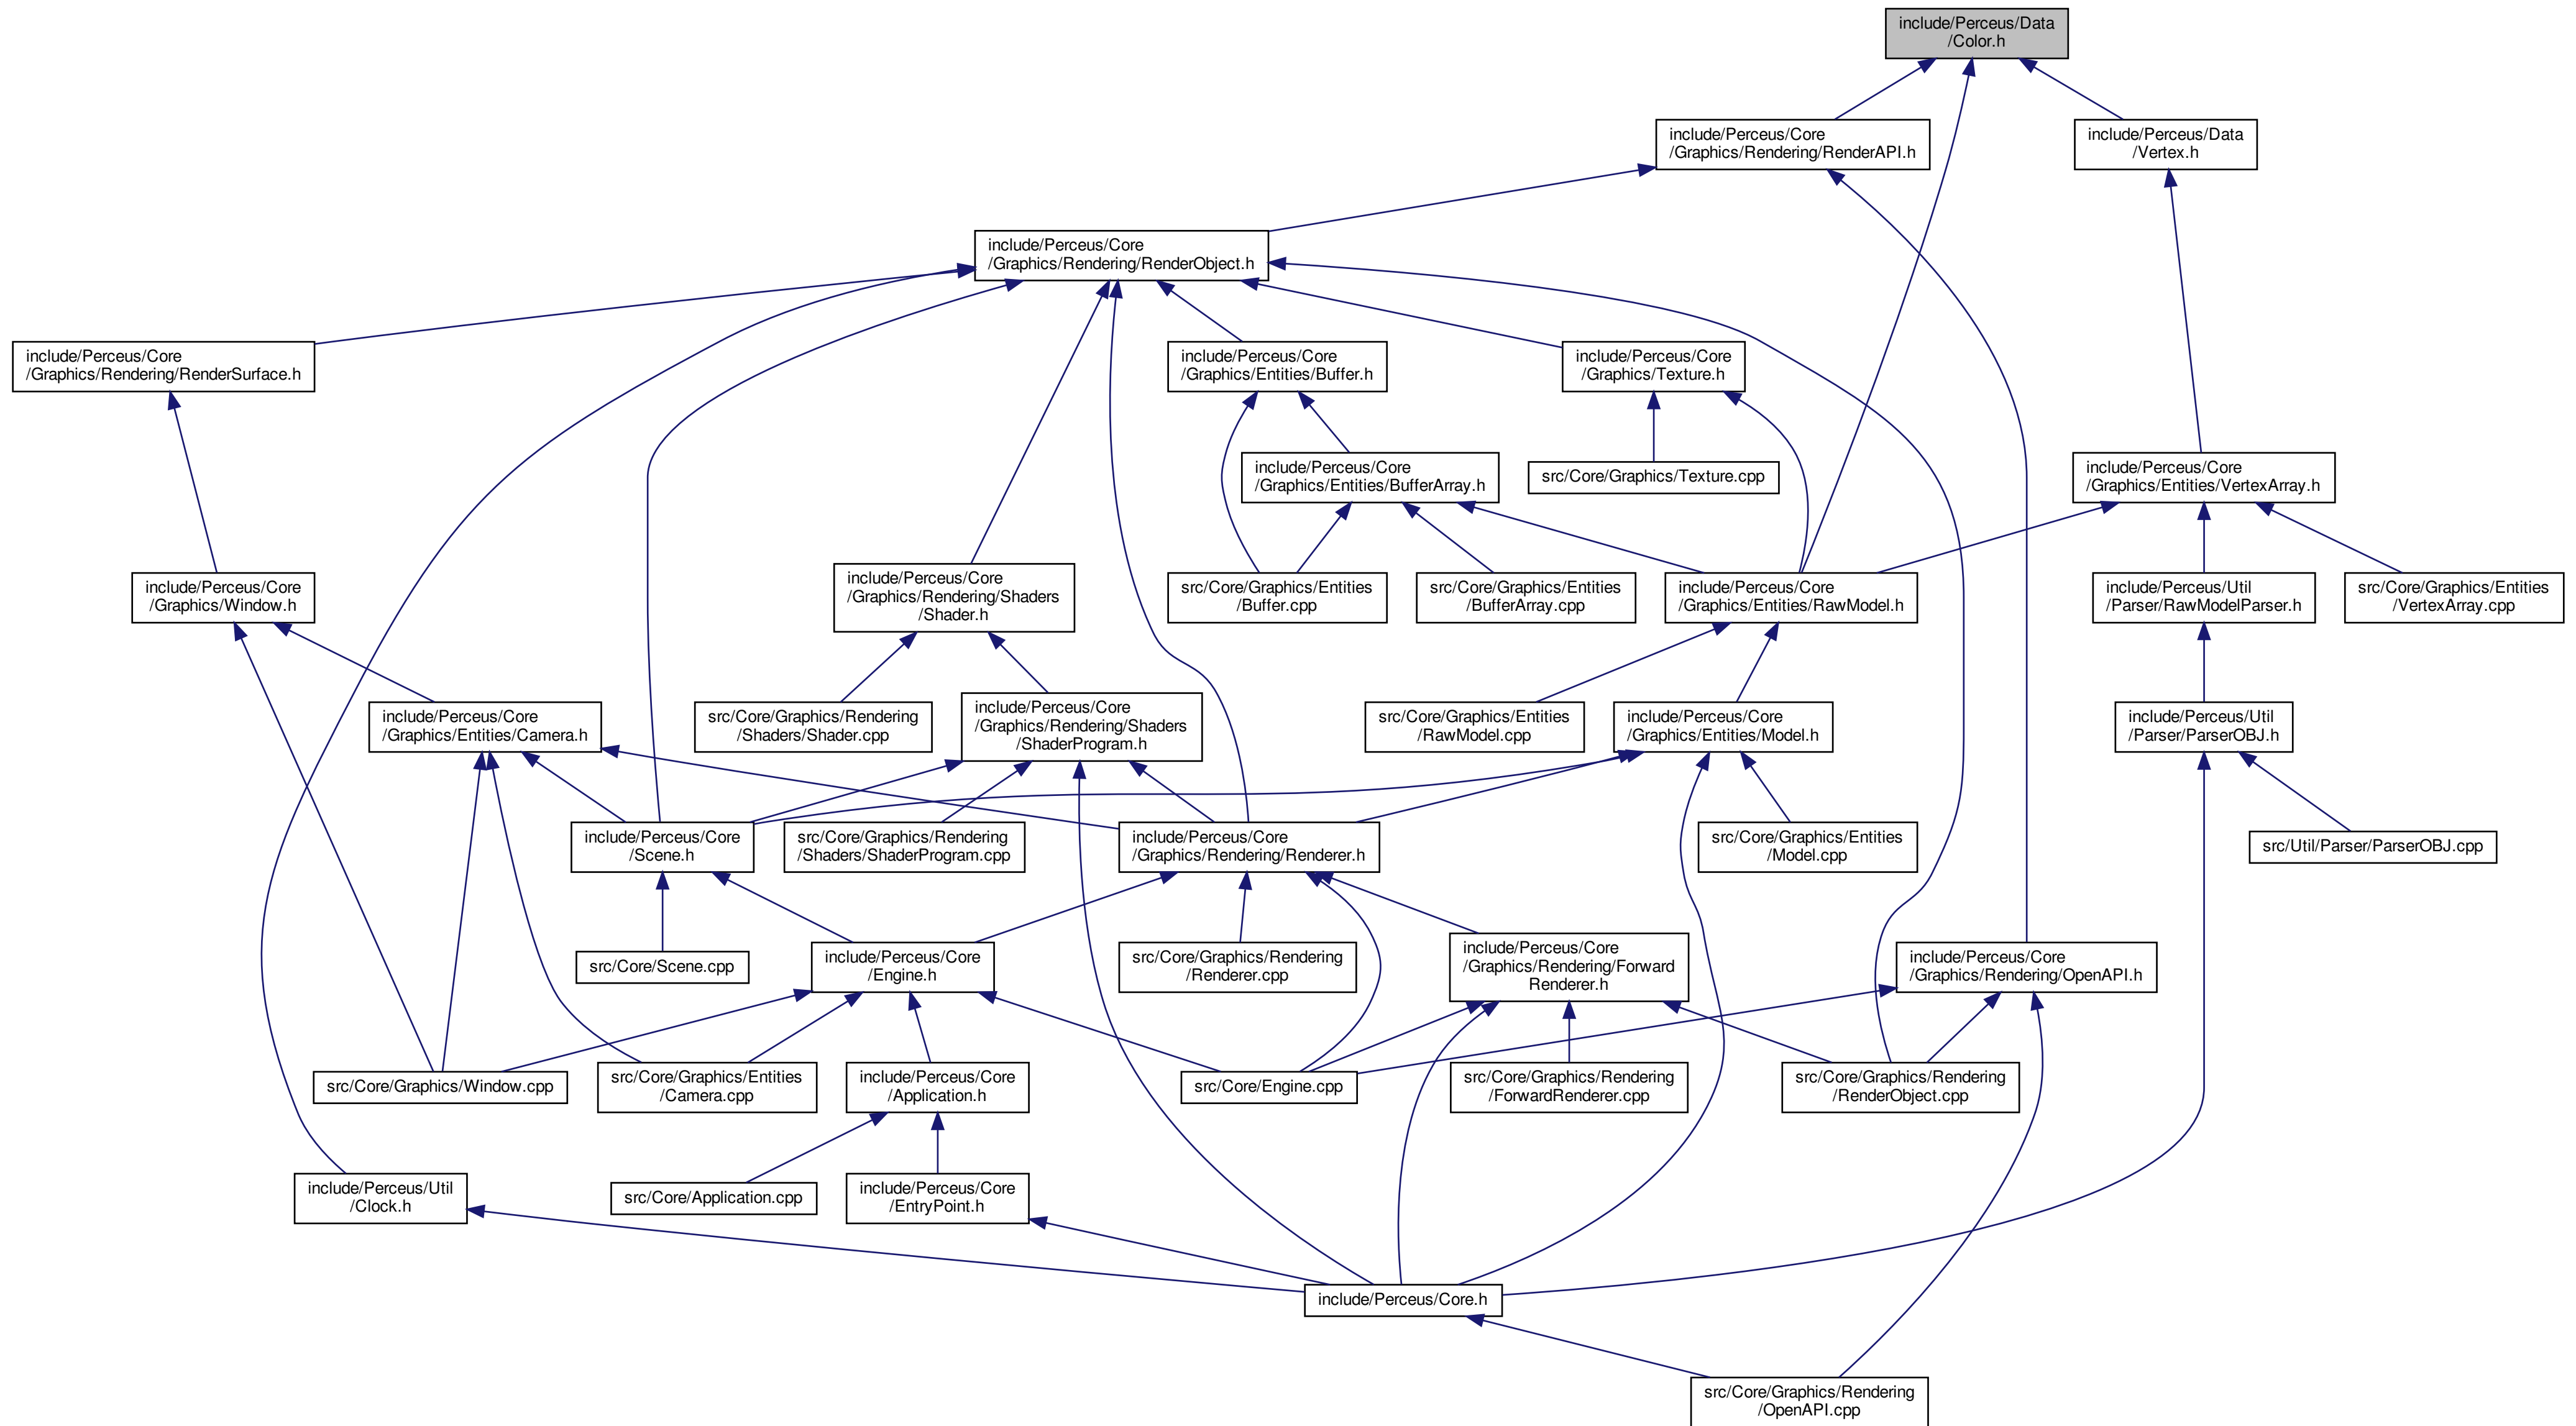 include/Perceus/Data
/Color.h
include/Perceus/Core
/Graphics/Rendering/RenderAPI.h
include/Perceus/Data
/Vertex.h
include/Perceus/Core
/Graphics/Rendering/RenderObject.h
include/Perceus/Core
/Graphics/Rendering/RenderSurface.h
include/Perceus/Core
/Graphics/Entities/Buffer.h
include/Perceus/Core
/Graphics/Texture.h
include/Perceus/Core
/Graphics/Entities/BufferArray.h
src/Core/Graphics/Texture.cpp
include/Perceus/Core
/Graphics/Entities/VertexArray.h
include/Perceus/Core
/Graphics/Window.h
include/Perceus/Core
/Graphics/Rendering/Shaders
/Shader.h
src/Core/Graphics/Entities
/Buffer.cpp
src/Core/Graphics/Entities
/BufferArray.cpp
include/Perceus/Core
/Graphics/Entities/RawModel.h
include/Perceus/Util
/Parser/RawModelParser.h
src/Core/Graphics/Entities
/VertexArray.cpp
include/Perceus/Core
/Graphics/Entities/Camera.h
src/Core/Graphics/Rendering
/Shaders/Shader.cpp
include/Perceus/Core
/Graphics/Rendering/Shaders
/ShaderProgram.h
src/Core/Graphics/Entities
/RawModel.cpp
include/Perceus/Core
/Graphics/Entities/Model.h
include/Perceus/Util
/Parser/ParserOBJ.h
include/Perceus/Core
/Scene.h
src/Core/Graphics/Rendering
/Shaders/ShaderProgram.cpp
include/Perceus/Core
/Graphics/Rendering/Renderer.h
src/Core/Graphics/Entities
/Model.cpp
src/Util/Parser/ParserOBJ.cpp
src/Core/Scene.cpp
include/Perceus/Core
/Engine.h
src/Core/Graphics/Rendering
/Renderer.cpp
include/Perceus/Core
/Graphics/Rendering/Forward
Renderer.h
include/Perceus/Core
/Graphics/Rendering/OpenAPI.h
src/Core/Graphics/Window.cpp
src/Core/Graphics/Entities
/Camera.cpp
include/Perceus/Core
/Application.h
src/Core/Engine.cpp
src/Core/Graphics/Rendering
/ForwardRenderer.cpp
src/Core/Graphics/Rendering
/RenderObject.cpp
include/Perceus/Util
/Clock.h
src/Core/Application.cpp
include/Perceus/Core
/EntryPoint.h
include/Perceus/Core.h
src/Core/Graphics/Rendering
/OpenAPI.cpp